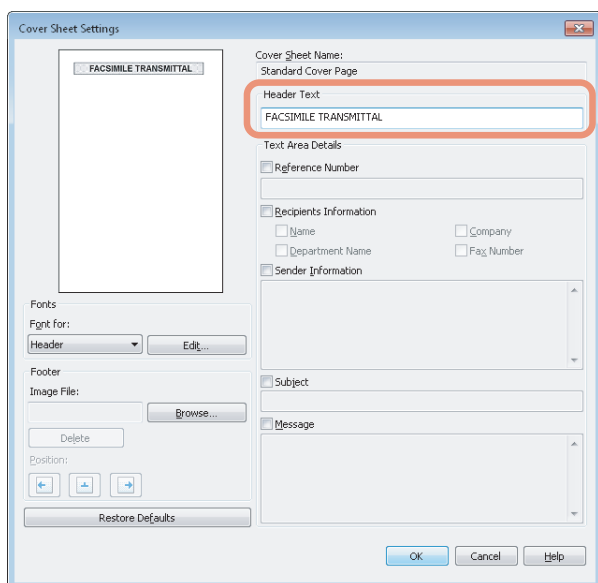 Cover Sheet Settings
FACSIMILE TRANSMITTAL
Cover Sheet Name:
Standard Cover Page
Header Text
FACSIMILE TRANSMITTAL
Text Area Details
Reference Number
Recipients Information
Name
Company
Department Name
Fax Number
Sender Information
Subject
Message
Fonts
Font for:
Header
Edit...
Footer
Image File:
Browse...
Delete
Position:
Restore Defaults
OK
Cancel
Help